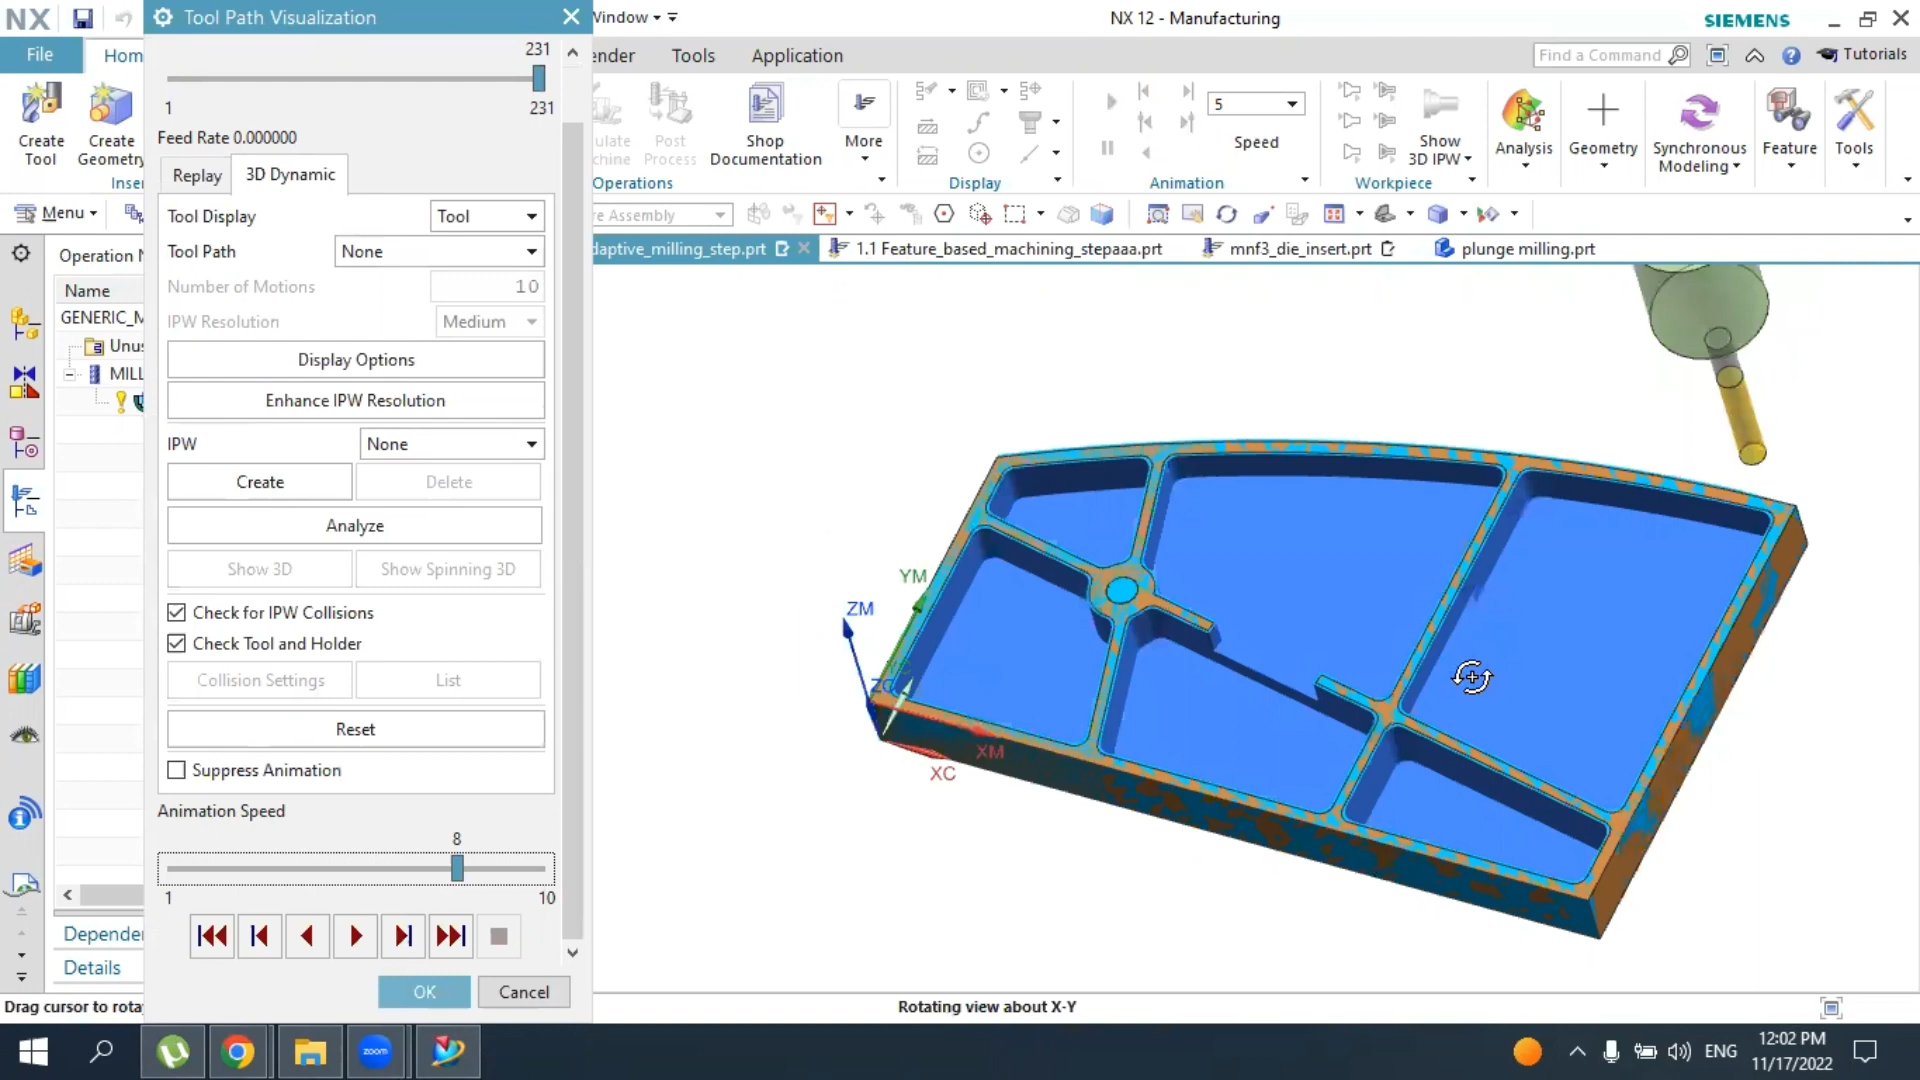 NX
Tool Path Visualization
Window
NX 12 - Manufacturing
SIEMENS
File
Hom
ender
Tools
Application
Find a Command
Tutorials
231
1
231
Feed Rate 0.000000
Replay
3D Dynamic
Create
Tool
Create
Geometry
Inser
ulate
chine
Post
Process
Shop
Documentation
More
Operations
Display
5
Speed
Animation
Show
3D IPW
Workpiece
Analysis
Geometry
Synchronous
Modeling
Feature
Tools
Menu
re Assembly
daptive_milling_step.prt
1.1 Feature_based_machining_stepaaa.prt
mnf3_die_insert.prt
plunge milling.prt
Operation N
Name
GENERIC_M
Unus
MILL
Tool Display
Tool
Tool Path
None
Number of Motions
10
IPW Resolution
Medium
Display Options
Enhance IPW Resolution
IPW
None
Create
Delete
Analyze
Show 3D
Show Spinning 3D
Check for IPW Collisions
Check Tool and Holder
Collision Settings
List
Reset
Suppress Animation
Animation Speed
8
1
10
OK
Cancel
Depender
Details
YM
ZM
XM
XC
Drag cursor to rota
Rotating view about X-Y
zoom
ENG
12:02 PM
11/17/2022